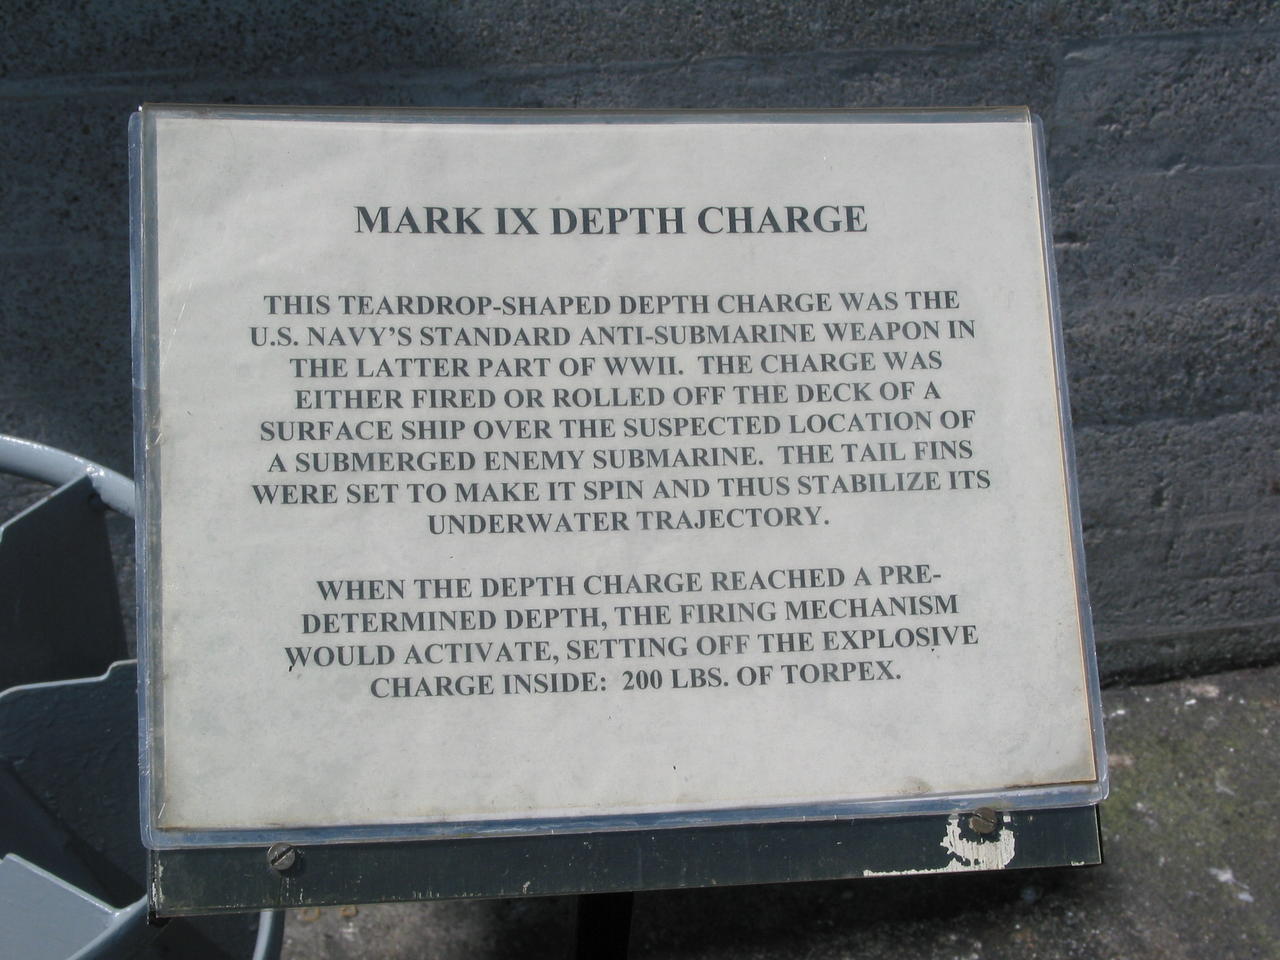 MARK IX DEPTH CHARGE
THIS TEARDROP-SHAPED DEPTH CHARGE WAS THE
U.S. NAVY'S STANDARD ANTI-SUBMARINE WEAPON IN
THE LATTER PART OF WWII.  THE CHARGE WAS
EITHER FIRED OR ROLLED OFF THE DECK OF A
SURFACE SHIP OVER THE SUSPECTED LOCATION OF
A SUBMERGED ENEMY SUBMARINE.  THE TAIL FINS
WERE SET TO MAKE IT SPIN AND THUS STABILIZE ITS
UNDERWATER TRAJECTORY.
WHEN THE DEPTH CHARGE REACHED A PRE-
DETERMINED DEPTH, THE FIRING MECHANISM
WOULD ACTIVATE, SETTING OFF THE EXPLOSIVE
CHARGE INSIDE:  200 LBS. OF TORPEX.